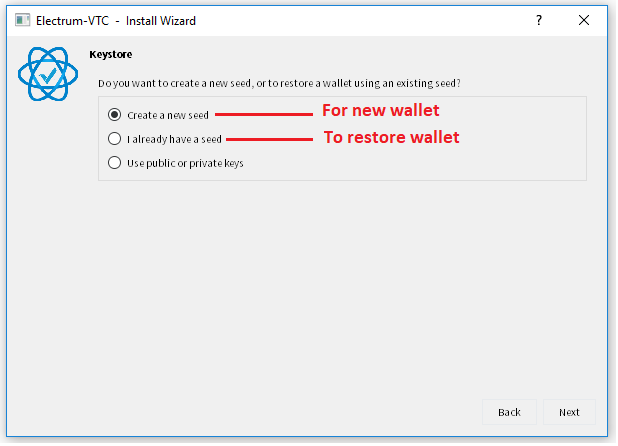 Electrum-VTC - Install Wizard
Keystore
Do you want to create a new seed, or to restore a wallet using an existing seed?
Create a new seed For new wallet
I already have a seed To restore wallet
Use public or private keys
Back Next